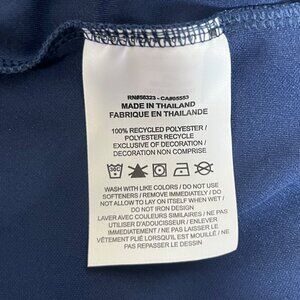 RN#56323 - CA#05553
MADE IN THAILAND
FABRIQUE EN THAILANDE
100% RECYCLED POLYESTER /
POLYESTER RECYCLE
EXCLUSIVE OF DECORATION /
DECORATION NON COMPRISE
WASH WITH LIKE COLORS / DO NOT USE
SOFTENERS / REMOVE IMMEDIATELY / DO
NOT ALLOW TO LAY ON ITSELF WHEN WET /
DO NOT IRON DESIGN
LAVER AVEC COULEURS SIMILAIRES / NE PAS
UTILISER D'ADOUCISSEUR / ENLEVER
IMMÉDIATEMENT / NE PAS LAISSER LE
VÊTEMENT PLIÉ LORSQU'IL EST MOUILLÉ / NE
PAS REPASSER LE DESSIN